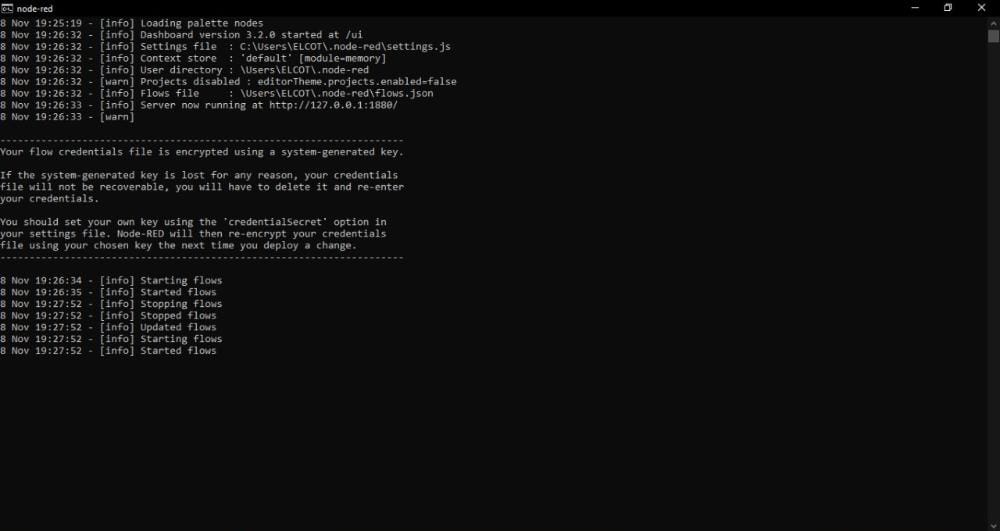 node-red
8 Nov 19:25:19 - [info] Loading palette nodes
8 Nov 19:26:32 - [info] Dashboard version 3.2.0 started at /ui
8 Nov 19:26:32 - [info] Settings file  : C:\Users\ELCOT\.node-red\settings.js
8 Nov 19:26:32 - [info] Context store  : 'default' [module=memory]
8 Nov 19:26:32 - [info] User directory : \Users\ELCOT\.node-red
8 Nov 19:26:32 - [warn] Projects disabled : editorTheme.projects.enabled=false
8 Nov 19:26:32 - [info] Flows file     : \Users\ELCOT\.node-red\flows.json
8 Nov 19:26:33 - [info] Server now running at http://127.0.0.1:1880/
8 Nov 19:26:33 - [warn]
---------------------------------------------------------------------
Your flow credentials file is encrypted using a system-generated key.
If the system-generated key is lost for any reason, your credentials
file will not be recoverable, you will have to delete it and re-enter
your credentials.
You should set your own key using the 'credentialSecret' option in
your settings file. Node-RED will then re-encrypt your credentials
file using your chosen key the next time you deploy a change.
---------------------------------------------------------------------
8 Nov 19:26:34 - [info] Starting flows
8 Nov 19:26:35 - [info] Started flows
8 Nov 19:27:52 - [info] Stopping flows
8 Nov 19:27:52 - [info] Stopped flows
8 Nov 19:27:52 - [info] Updated flows
8 Nov 19:27:52 - [info] Starting flows
8 Nov 19:27:52 - [info] Started flows